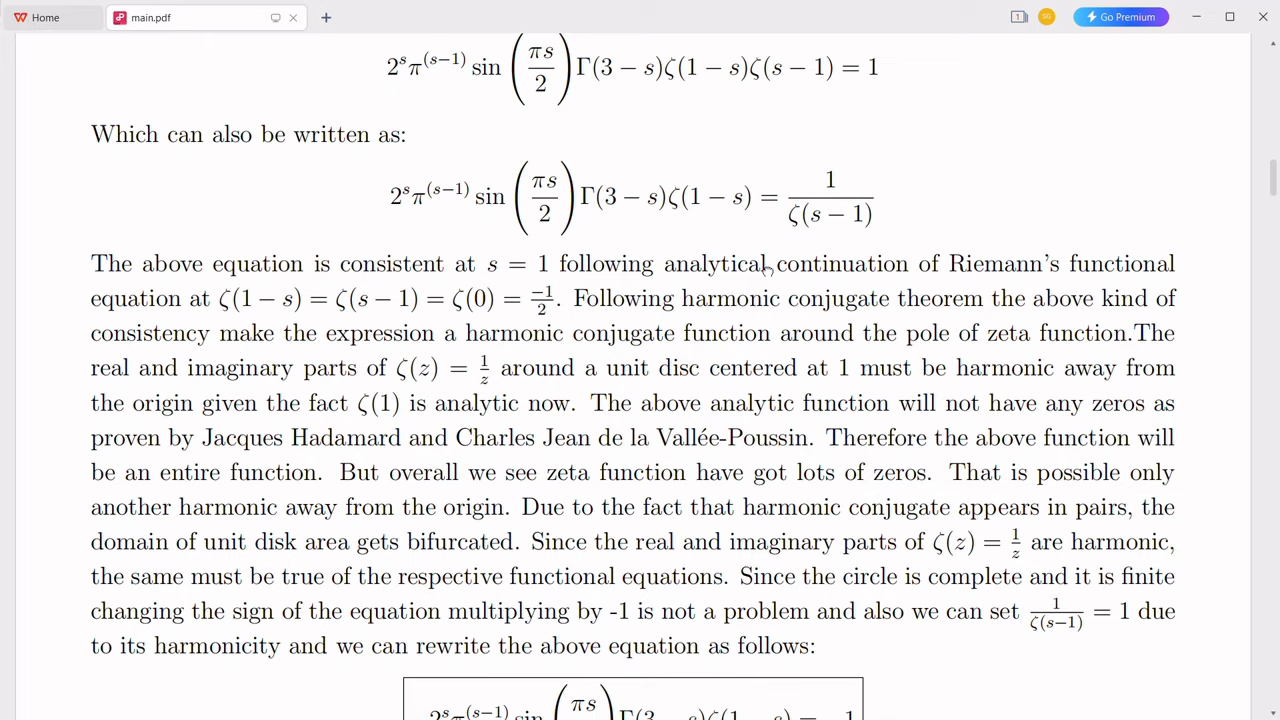 Home
main.pdf
1
SG
Go Premium
2^s π^(s−1) sin(πs/2) Γ(3 − s)ζ(1 − s)ζ(s − 1) = 1
Which can also be written as:
2^s π^(s−1) sin(πs/2) Γ(3 − s)ζ(1 − s) = 1/ζ(s − 1)
The above equation is consistent at s = 1 following analytical continuation of Riemann's functional
equation at ζ(1 − s) = ζ(s − 1) = ζ(0) = −1/2. Following harmonic conjugate theorem the above kind of
consistency make the expression a harmonic conjugate function around the pole of zeta function.The
real and imaginary parts of ζ(z) = 1/z around a unit disc centered at 1 must be harmonic away from
the origin given the fact ζ(1) is analytic now. The above analytic function will not have any zeros as
proven by Jacques Hadamard and Charles Jean de la Vallée-Poussin. Therefore the above function will
be an entire function. But overall we see zeta function have got lots of zeros. That is possible only
another harmonic away from the origin. Due to the fact that harmonic conjugate appears in pairs, the
domain of unit disk area gets bifurcated. Since the real and imaginary parts of ζ(z) = 1/z are harmonic,
the same must be true of the respective functional equations. Since the circle is complete and it is finite
changing the sign of the equation multiplying by -1 is not a problem and also we can set 1/ζ(s−1) = 1 due
to its harmonicity and we can rewrite the above equation as follows: